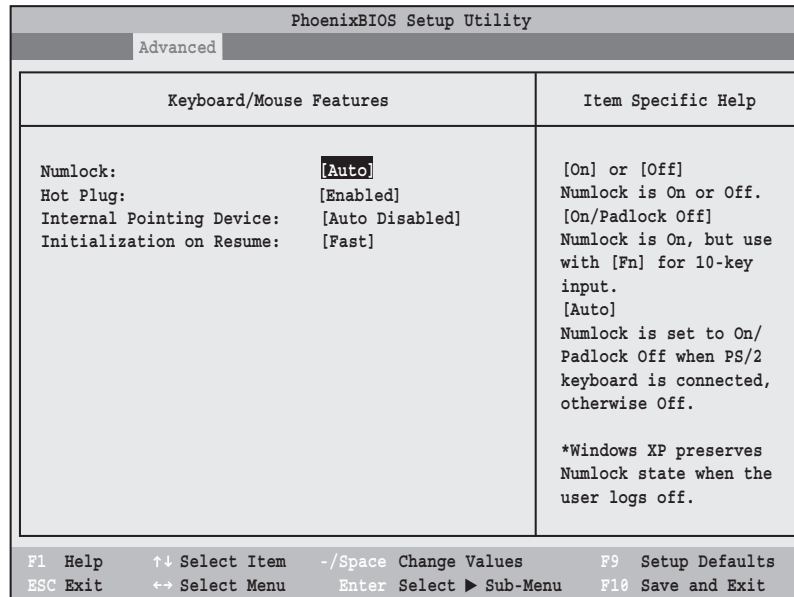 PhoenixBIOS Setup Utility
Advanced
Keyboard/Mouse Features
Item Specific Help
Numlock: [Auto]
Hot Plug: [Enabled]
Internal Pointing Device: [Auto Disabled]
Initialization on Resume: [Fast]
[On] or [Off]
Numlock is On or Off.
[On/Padlock Off]
Numlock is On, but use
with [Fn] for 10-key
input.
[Auto]
Numlock is set to On/
Padlock Off when PS/2
keyboard is connected,
otherwise Off.
*Windows XP preserves
Numlock state when the
user logs off.
F1 Help ↑↓ Select Item -/Space Change Values F9 Setup Defaults
ESC Exit ←→ Select Menu Enter Select ▶ Sub-Menu F10 Save and Exit